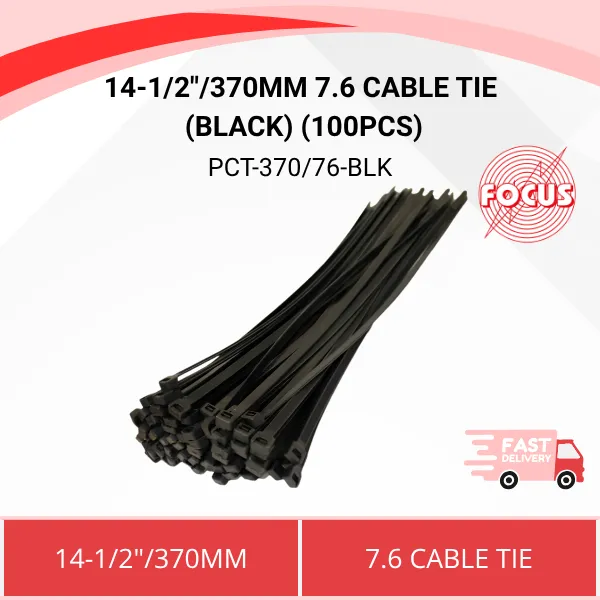 14-1/2"/370MM 7.6 CABLE TIE
(BLACK) (100PCS)
PCT-370/76-BLK
FOCUS
FAST
DELIVERY
14-1/2"/370MM
7.6 CABLE TIE